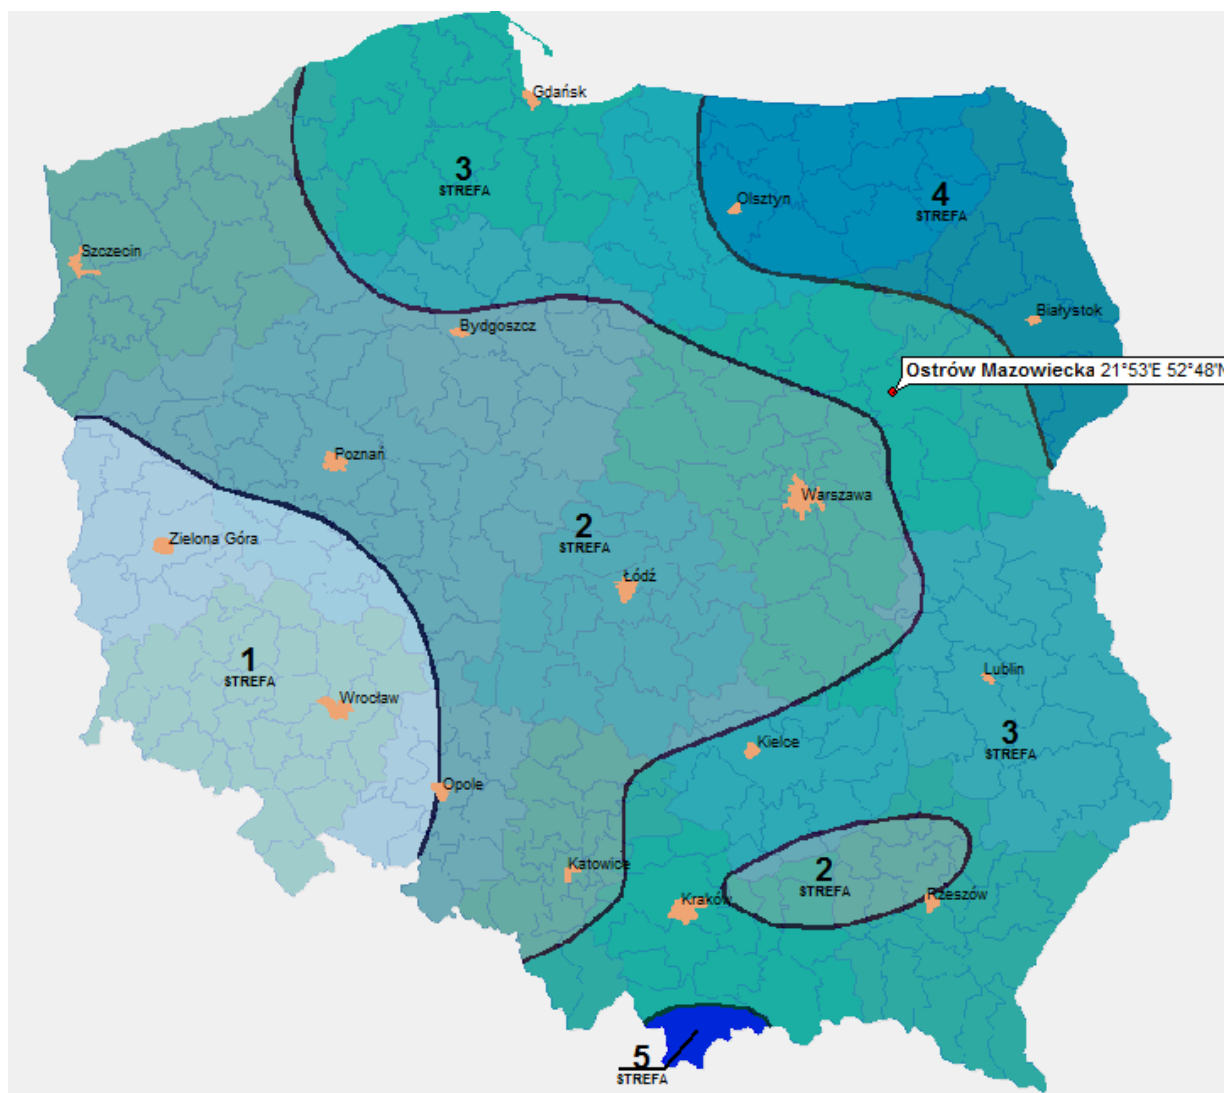 Gdańsk
3
STREFA
4
STREFA
Olsztyn
Szczecin
Białystok
Bydgoszcz
Ostrów Mazowiecka 21°53'E 52°48'N
Poznań
Warszawa
2
STREFA
Zielona Góra
Łódź
1
STREFA
Lublin
Wrocław
3
STREFA
Kielce
Opole
Katowice
2
STREFA
Kraków
Rzeszów
5
STREFA